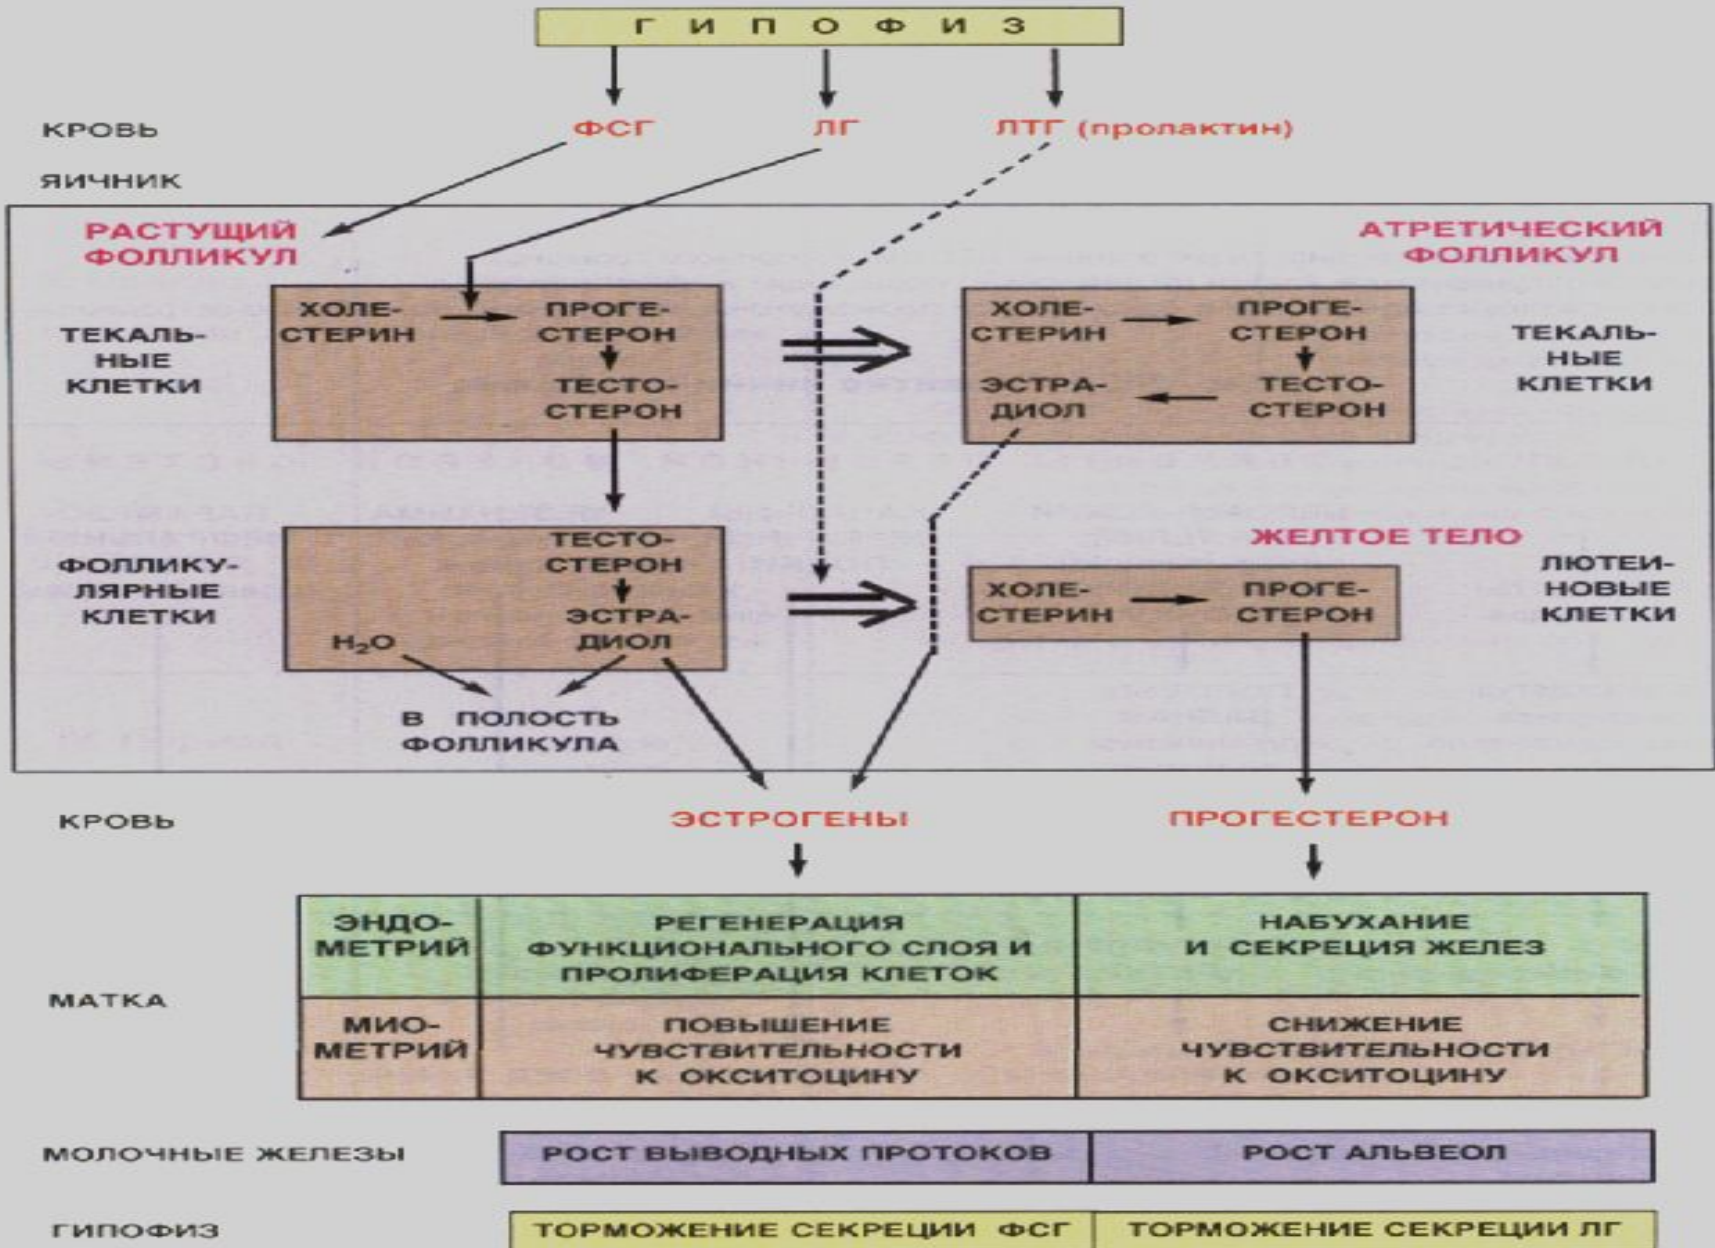 ГИПОФИЗ
КРОВЬ ФСГ ЛГ ЛТГ (пролактин)
ЯИЧНИК
РАСТУЩИЙ
ФОЛЛИКУЛ
АТРЕТИЧЕСКИЙ
ФОЛЛИКУЛ
ТЕКАЛЬ-
НЫЕ
КЛЕТКИ
ХОЛЕ-
СТЕРИН
ПРОГЕ-
СТЕРОН
ТЕСТО-
СТЕРОН
ХОЛЕ-
СТЕРИН
ПРОГЕ-
СТЕРОН
ЭСТРА-
ДИОЛ
ТЕСТО-
СТЕРОН
ТЕКАЛЬ-
НЫЕ
КЛЕТКИ
ФОЛЛИКУ-
ЛЯРНЫЕ
КЛЕТКИ
ТЕСТО-
СТЕРОН
H₂O
ЭСТРА-
ДИОЛ
В ПОЛОСТЬ
ФОЛЛИКУЛА
ЖЕЛТОЕ ТЕЛО
ХОЛЕ-
СТЕРИН
ПРОГЕ-
СТЕРОН
ЛЮТЕИ-
НОВЫЕ
КЛЕТКИ
КРОВЬ ЭСТРОГЕНЫ ПРОГЕСТЕРОН
МАТКА
ЭНДО-
МЕТРИЙ
РЕГЕНЕРАЦИЯ
ФУНКЦИОНАЛЬНОГО СЛОЯ И
ПРОЛИФЕРАЦИЯ КЛЕТОК
НАБУХАНИЕ
И СЕКРЕЦИЯ ЖЕЛЕЗ
МИО-
МЕТРИЙ
ПОВЫШЕНИЕ
ЧУВСТВИТЕЛЬНОСТИ
К ОКСИТОЦИНУ
СНИЖЕНИЕ
ЧУВСТВИТЕЛЬНОСТИ
К ОКСИТОЦИНУ
МОЛОЧНЫЕ ЖЕЛЕЗЫ РОСТ ВЫВОДНЫХ ПРОТОКОВ РОСТ АЛЬВЕОЛ
ГИПОФИЗ ТОРМОЖЕНИЕ СЕКРЕЦИИ ФСГ ТОРМОЖЕНИЕ СЕКРЕЦИИ ЛГ